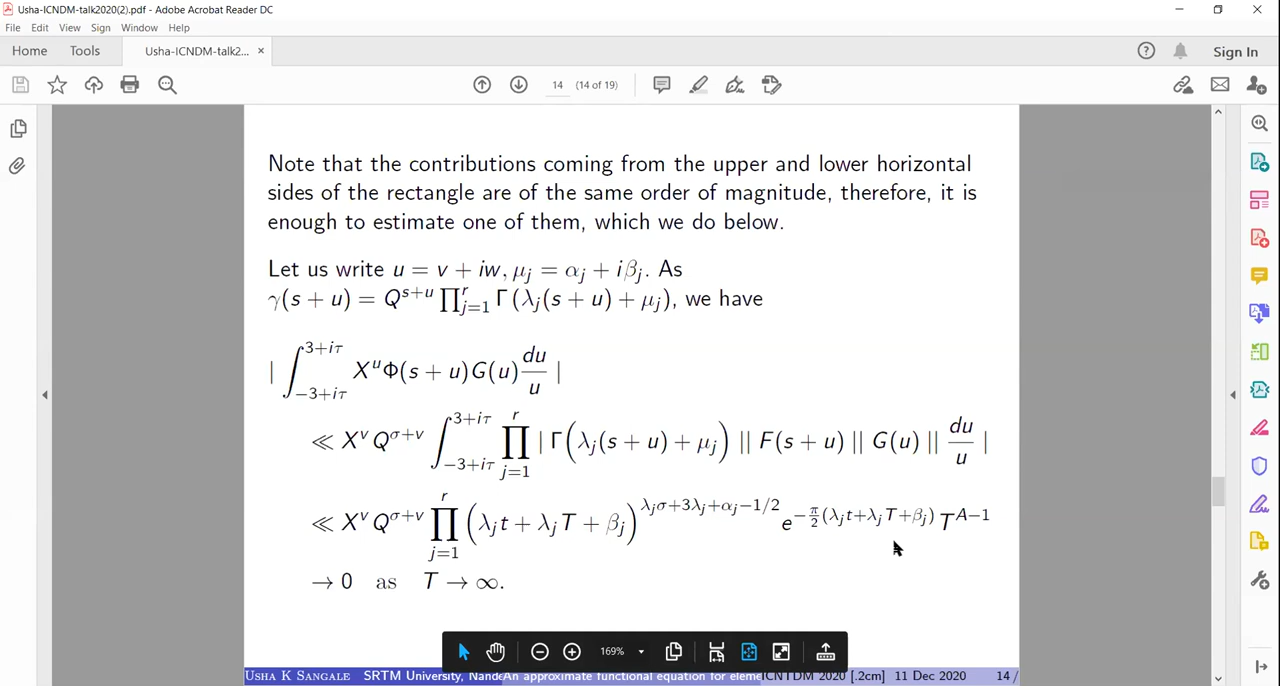 Usha-ICNDM-talk2020(2).pdf - Adobe Acrobat Reader DC
File Edit View Sign Window Help
Home Tools Usha-ICNDM-talk2... × Sign In
14 (14 of 19)
Note that the contributions coming from the upper and lower horizontal
sides of the rectangle are of the same order of magnitude, therefore, it is
enough to estimate one of them, which we do below.
Let us write u = v + iw, μ_j = α_j + iβ_j. As
γ(s + u) = Q^{s+u} ∏_{j=1}^{r} Γ(λ_j(s + u) + μ_j), we have
| ∫_{-3+iτ}^{3+iτ} X^u Φ(s + u)G(u) du/u |
≪ X^v Q^{σ+v} ∫_{-3+iτ}^{3+iτ} ∏_{j=1}^{r} | Γ(λ_j(s + u) + μ_j) || F(s + u) || G(u) || du/u |
≪ X^v Q^{σ+v} ∏_{j=1}^{r} (λ_j t + λ_j T + β_j)^{λ_jσ+3λ_j+α_j-1/2} e^{-π/2(λ_j t+λ_j T+β_j)} T^{A-1}
→ 0 as T → ∞.
169%
Usha K Sangale SRTM University, NandeAn approximate functional equation for elemeICNTDM 2020 [.2cm] 11 Dec 2020 14 /